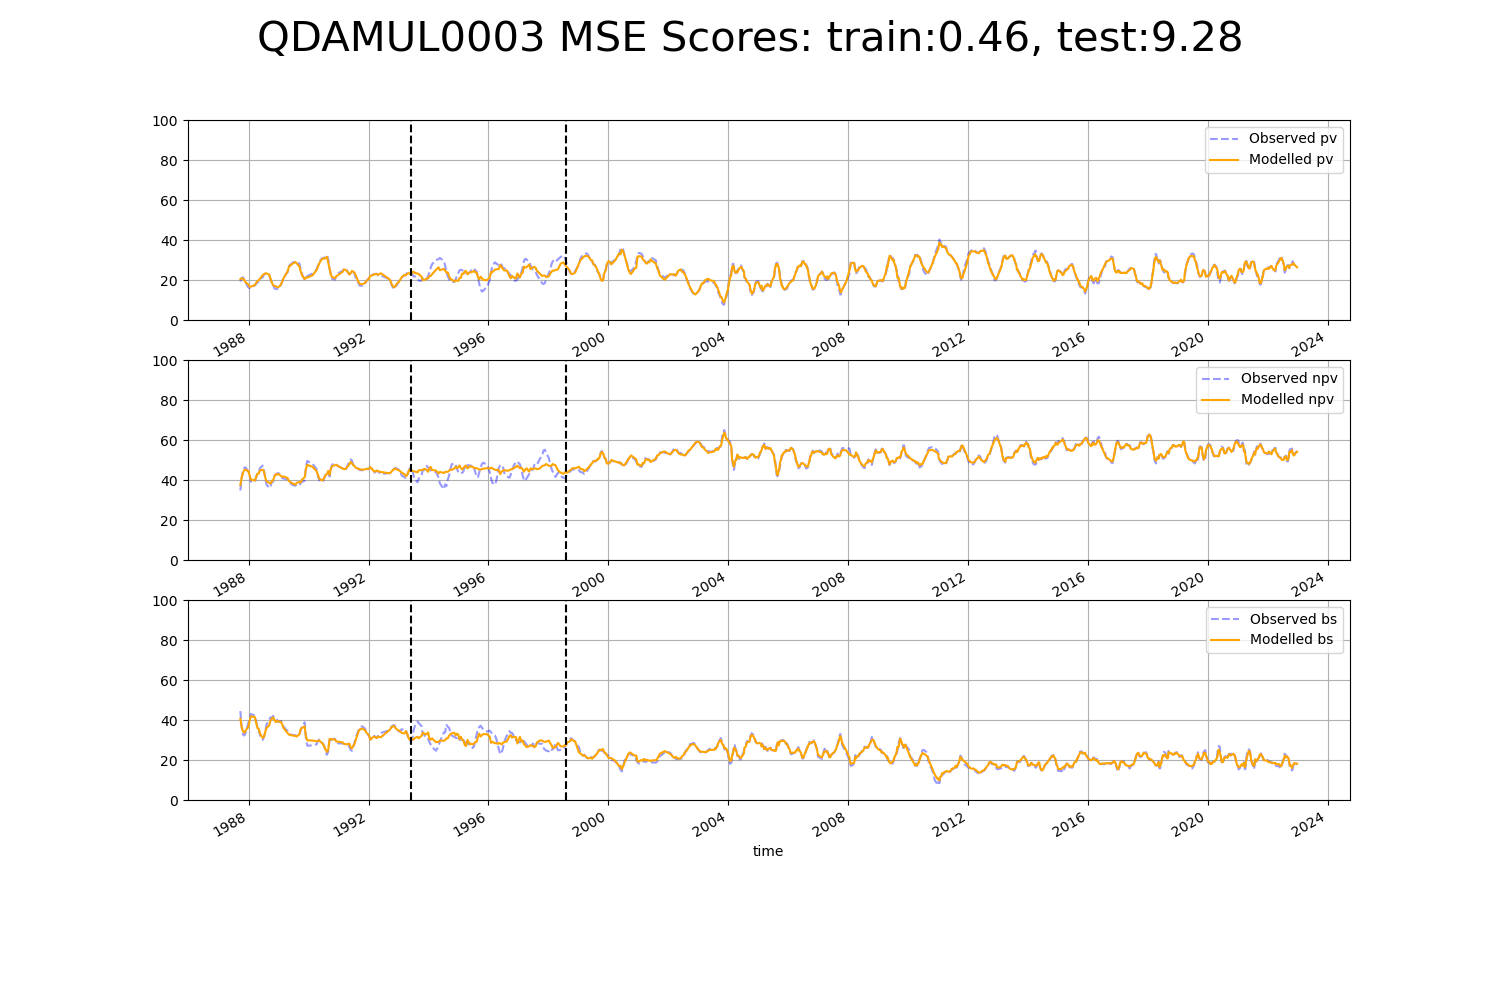 QDAMUL0003 MSE Scores: train:0.46, test:9.28
100
80
60
40
20
0
Observed pv
Modelled pv
1988 1992 1996 2000 2004 2008 2012 2016 2020 2024
100
80
60
40
20
0
Observed npv
Modelled npv
1988 1992 1996 2000 2004 2008 2012 2016 2020 2024
100
80
60
40
20
0
Observed bs
Modelled bs
1988 1992 1996 2000 2004 2008 2012 2016 2020 2024
time